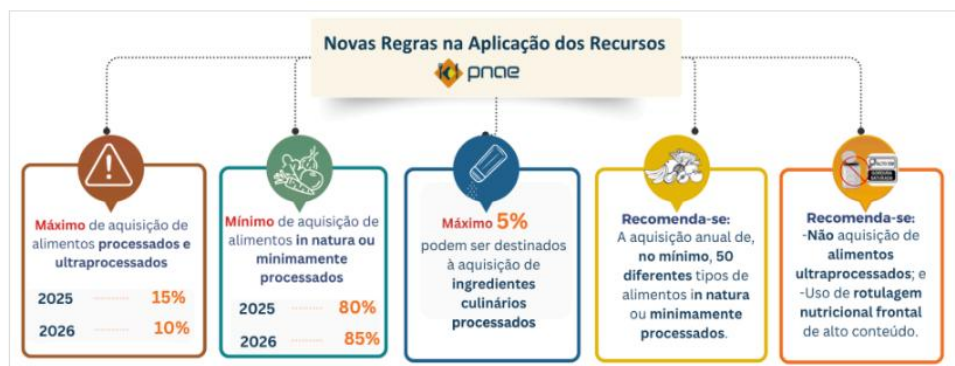 Novas Regras na Aplicação dos Recursos
pnae
Máximo de aquisição de
alimentos processados e
ultraprocessados
2025 ........... 15%
2026 ........... 10%
Mínimo de aquisição de
alimentos in natura ou
minimamente
processados
2025 ........... 80%
2026 ........... 85%
Máximo 5%
podem ser destinados
à aquisição de
ingredientes
culinários
processados
Recomenda-se:
A aquisição anual de,
no mínimo, 50
diferentes tipos de
alimentos in natura
ou minimamente
processados.
Recomenda-se:
-Não aquisição de
alimentos
ultraprocessados; e
-Uso de rotulagem
nutricional frontal
de alto conteúdo.